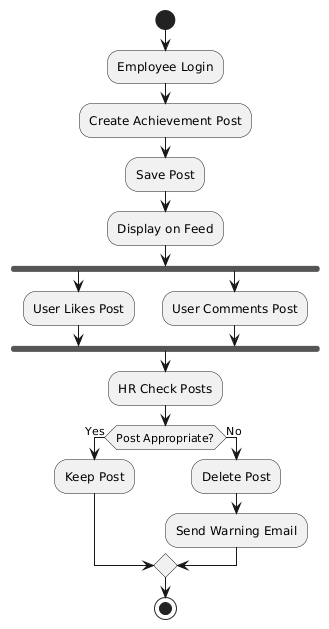 Employee Login
Create Achievement Post
Save Post
Display on Feed
User Likes Post
User Comments Post
HR Check Posts
Yes
Post Appropriate?
No
Keep Post
Delete Post
Send Warning Email